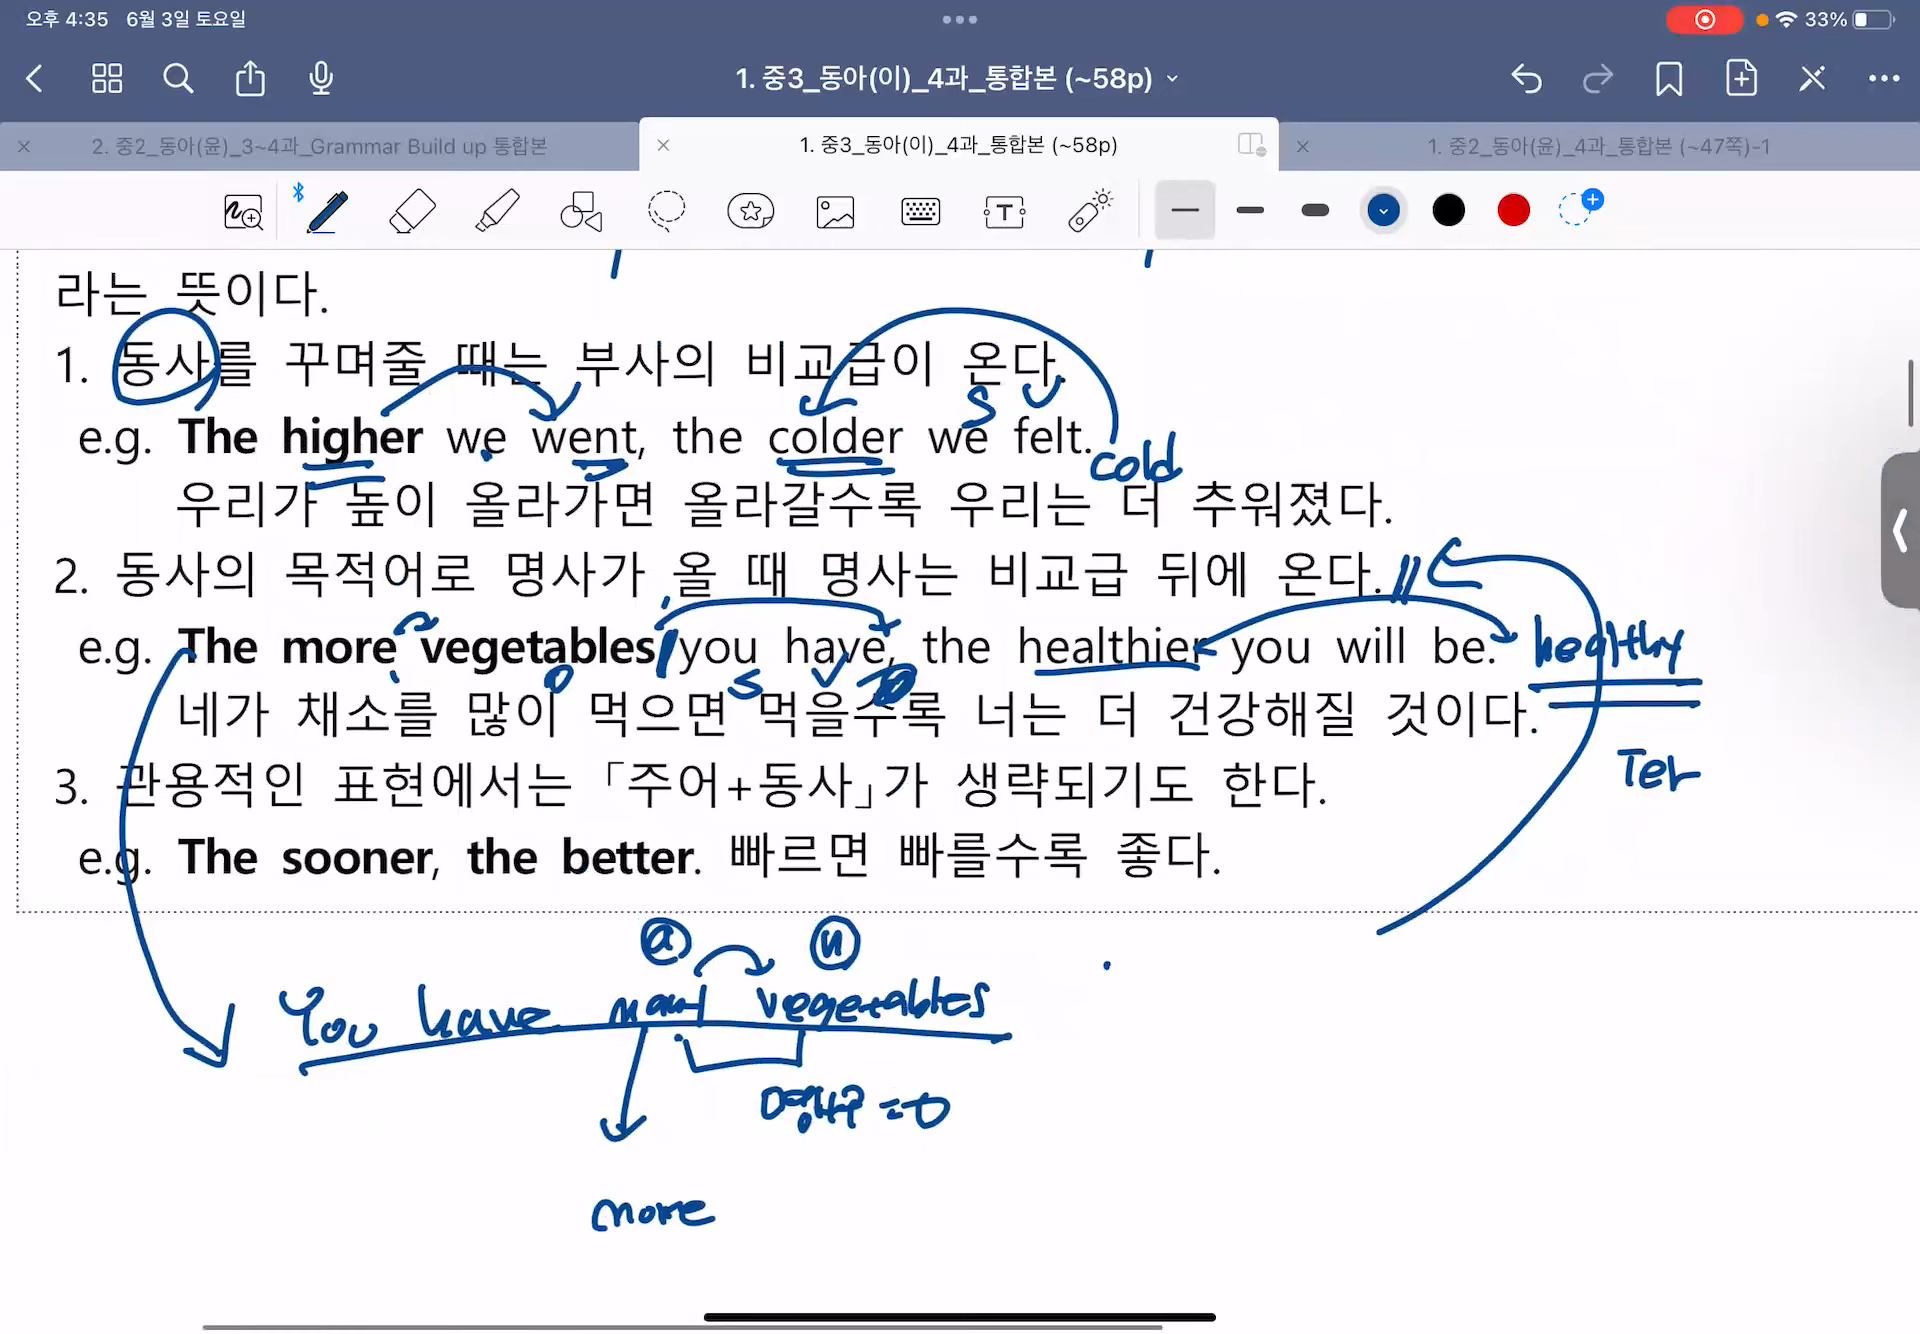 오후 4:35 6월 3일 토요일
33%
1. 중3_동아(이)_4과_통합본 (~58p)
2. 중2_동아(윤)_3~4과_Grammar Build up 통합본
1. 중3_동아(이)_4과_통합본 (~58p)
1. 중2_동아(윤)_4과_통합본 (~47쪽)-1
라는 뜻이다.
1. 동사를 꾸며줄 때는 부사의 비교급이 온다.
S V
e.g. The higher we went, the colder we felt.
cold
우리가 높이 올라가면 올라갈수록 우리는 더 추워졌다.
2. 동사의 목적어로 명사가 올 때 명사는 비교급 뒤에 온다.
e.g. The more vegetables you have, the healthier you will be. healthy
O S V
네가 채소를 많이 먹으면 먹을수록 너는 더 건강해질 것이다.
3. 관용적인 표현에서는 「주어+동사」가 생략되기도 한다.
e.g. The sooner, the better. 빠르면 빠를수록 좋다.
a n
You have many vegetables
more